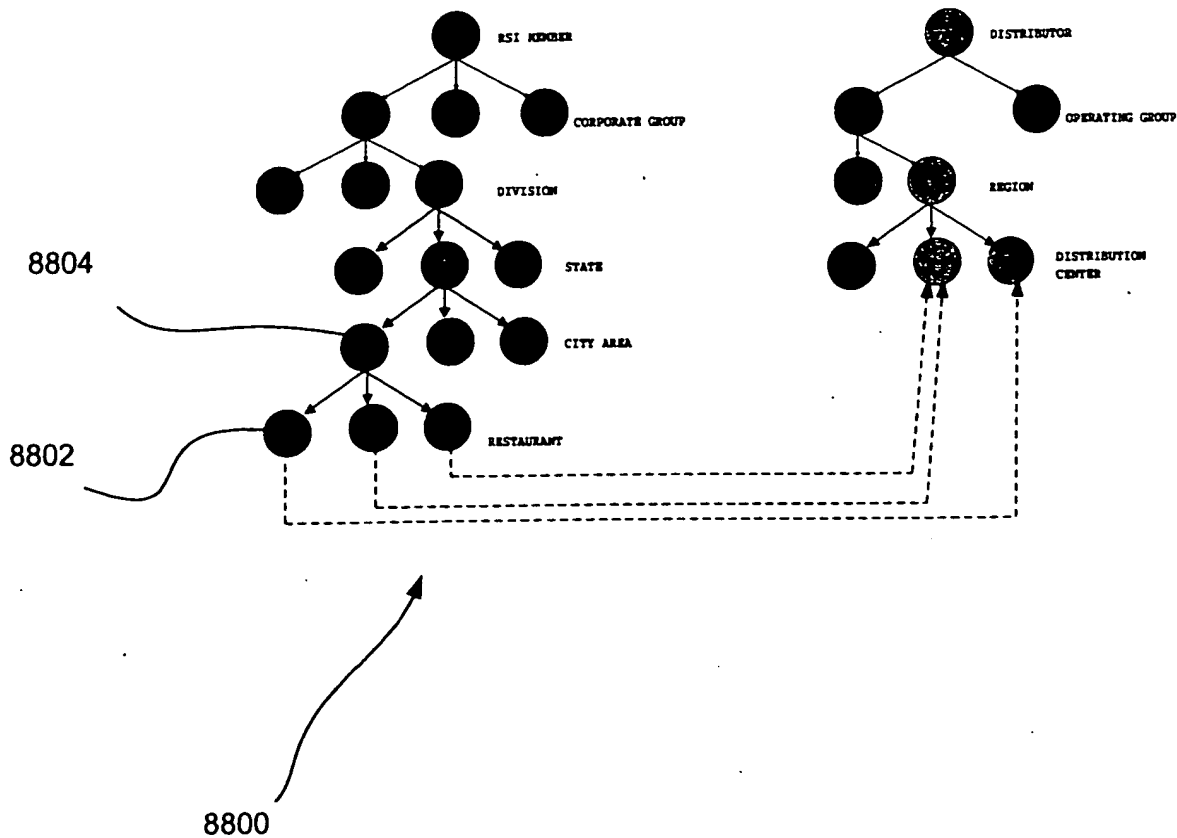 RSI MEMBER
DISTRIBUTOR
CORPORATE GROUP
OPERATING GROUP
DIVISION
REGION
8804
STATE
DISTRIBUTION
CENTER
CITY AREA
8802
RESTAURANT
8800